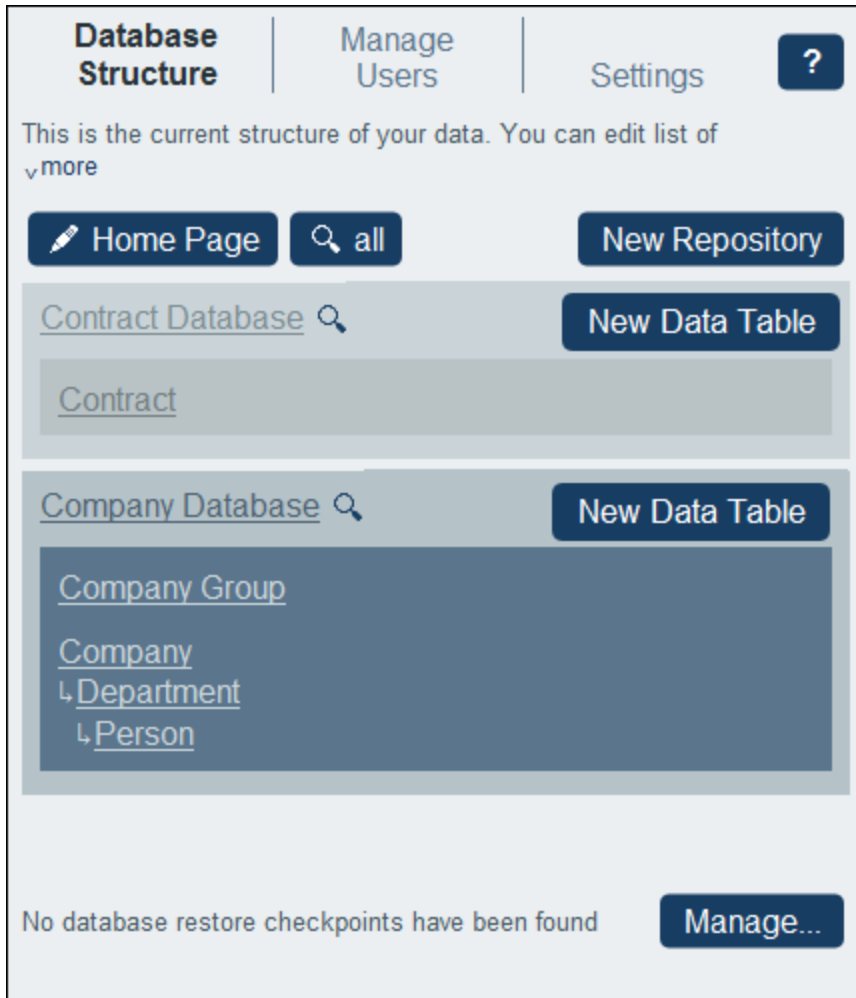 Database Structure
Manage Users
Settings
?
This is the current structure of your data. You can edit list of
˅more
Home Page
all
New Repository
Contract Database
New Data Table
Contract
Company Database
New Data Table
Company Group
Company
↳Department
↳Person
No database restore checkpoints have been found
Manage...